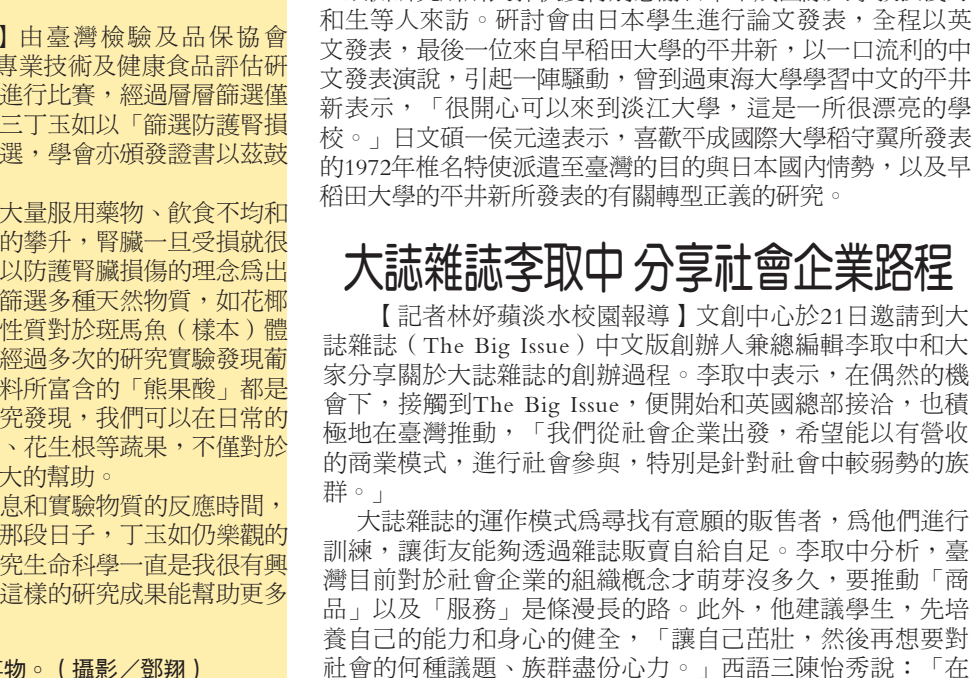 】由臺灣檢驗及品保協會
專業技術及健康食品評估研
進行比賽，經過層層篩選僅
三丁玉如以「篩選防護腎損
選，學會亦頒發證書以茲鼓
大量服用藥物、飲食不均和
的攀升，腎臟一旦受損就很
以防護腎臟損傷的理念為出
篩選多種天然物質，如花椰
性質對於斑馬魚（樣本）體
經過多次的研究實驗發現葡
料所富含的「熊果酸」都是
究發現，我們可以在日常的
、花生根等蔬果，不僅對於
大的幫助。
息和實驗物質的反應時間，
那段日子，丁玉如仍樂觀的
究生命科學一直是我很有興
這樣的研究成果能幫助更多
物。（攝影／鄧翔）
和生等人來訪。研討會由日本學生進行論文發表，全程以英
文發表，最後一位來自早稻田大學的平井新，以一口流利的中
文發表演說，引起一陣騷動，曾到過東海大學學習中文的平井
新表示，「很開心可以來到淡江大學，這是一所很漂亮的學
校。」日文碩一侯元逵表示，喜歡平成國際大學稻守翼所發表
的1972年椎名特使派遣至臺灣的目的與日本國內情勢，以及早
稻田大學的平井新所發表的有關轉型正義的研究。
大誌雜誌李取中 分享社會企業路程
【記者林妤蘋淡水校園報導】文創中心於21日邀請到大
誌雜誌（The Big Issue）中文版創辦人兼總編輯李取中和大
家分享關於大誌雜誌的創辦過程。李取中表示，在偶然的機
會下，接觸到The Big Issue，便開始和英國總部接洽，也積
極地在臺灣推動，「我們從社會企業出發，希望能以有營收
的商業模式，進行社會參與，特別是針對社會中較弱勢的族
群。」
大誌雜誌的運作模式為尋找有意願的販售者，為他們進行
訓練，讓街友能夠透過雜誌販賣自給自足。李取中分析，臺
灣目前對於社會企業的組織概念才萌芽沒多久，要推動「商
品」以及「服務」是條漫長的路。此外，他建議學生，先培
養自己的能力和身心的健全，「讓自己茁壯，然後再想要對
社會的何種議題、族群盡份心力。」西語三陳怡秀說：「在